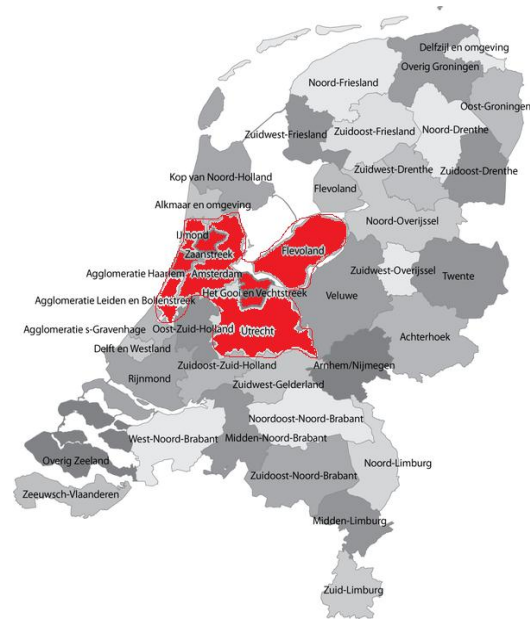 Delfzijl en omgeving
Overig Groningen
Noord-Friesland
Oost-Groningen
Zuidwest-Friesland
Zuidoost-Friesland
Noord-Drenthe
Zuidwest-Drenthe
Zuidoost-Drenthe
Kop van Noord-Holland
Flevoland
Alkmaar en omgeving
Noord-Overijssel
IJmond
Zaanstreek
Flevoland
Zuidwest-Overijssel
Agglomeratie Haarlem
Amsterdam
Twente
Het Gooi en Vechtstreek
Veluwe
Agglomeratie Leiden en Bollenstreek
Agglomeratie s-Gravenhage
Oost-Zuid-Holland
Utrecht
Achterhoek
Delft en Westland
Zuidoost-Zuid-Holland
Arnhem/Nijmegen
Rijnmond
Zuidwest-Gelderland
Noordoost-Noord-Brabant
West-Noord-Brabant
Midden-Noord-Brabant
Overig Zeeland
Noord-Limburg
Zuidoost-Noord-Brabant
Zeeuwsch-Vlaanderen
Midden-Limburg
Zuid-Limburg